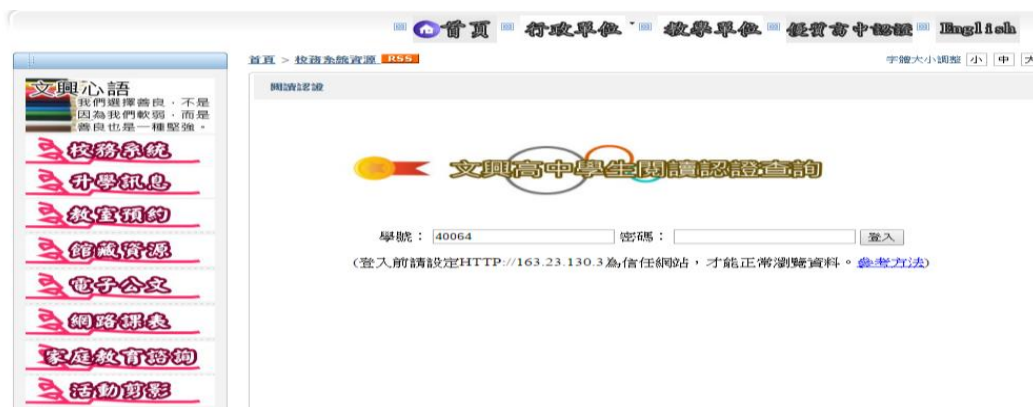 首頁 行政單位 教學單位 優質高中認證 English
首頁 > 校務系統資源 RSS
字體大小調整 小 中 大
閱讀認證
文興心語
我們選擇善良，不是
因為我們軟弱，而是
善良也是一種堅強。
校務系統
升學訊息
教室預約
館藏資源
電子公文
網路課表
家庭教育諮詢
活動剪影
文興高中學生閱讀認證查詢
學號： 40064 密碼： 登入
(登入前請設定HTTP://163.23.130.3為信任網站，才能正常瀏覽資料。參考方法)